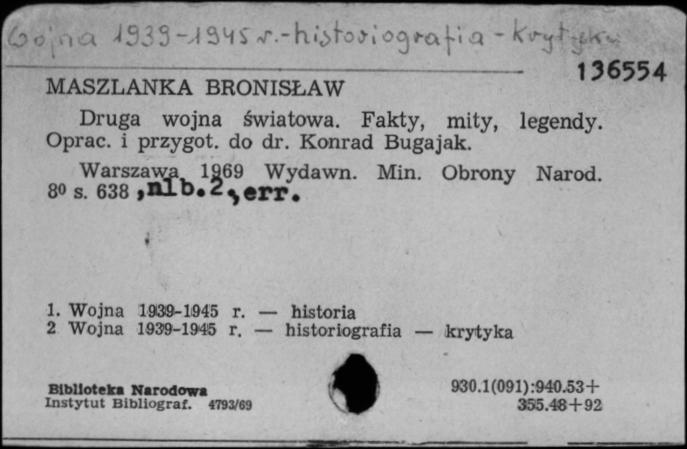 Wojna 1939-1945 r.-historiografia - krytyka
136554
MASZLANKA BRONISŁAW
Druga wojna światowa. Fakty, mity, legendy.
Oprac. i przygot. do dr. Konrad Bugajak.
Warszawa 1969 Wydawn. Min. Obrony Narod.
8º s. 638 ,nlb.2,err.
1. Wojna 1939-1945 r. — historia
2 Wojna 1939-1945 r. — historiografia — krytyka
Biblioteka Narodowa
Instytut Bibliograf. 4793/69
930.1(091):940.53+
355.48+92